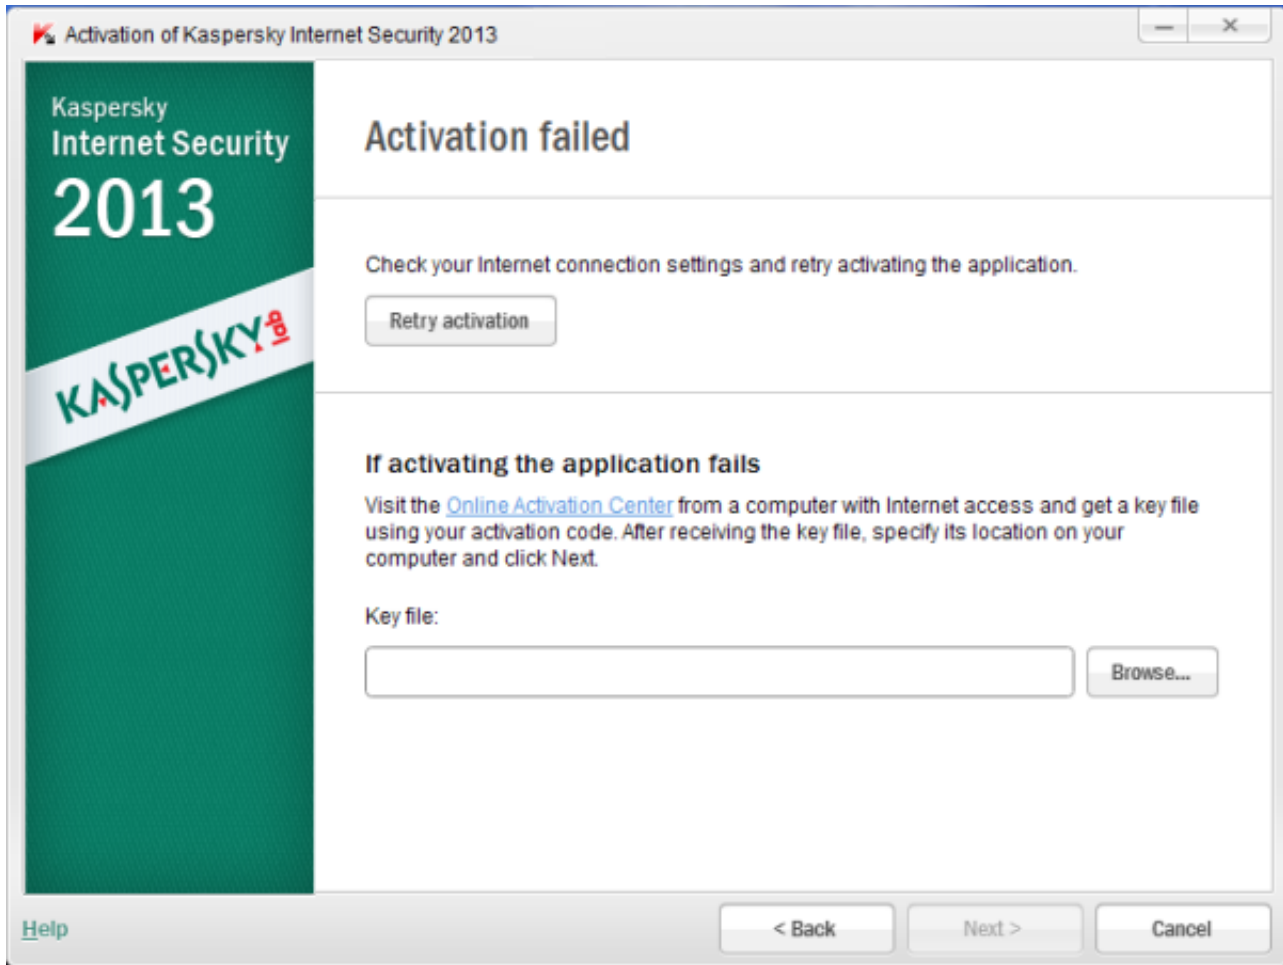 Activation of Kaspersky Internet Security 2013
Kaspersky
Internet Security
2013
KASPERSKY lab
Activation failed
Check your Internet connection settings and retry activating the application.
Retry activation
If activating the application fails
Visit the Online Activation Center from a computer with Internet access and get a key file
using your activation code. After receiving the key file, specify its location on your
computer and click Next.
Key file:
Browse...
Help
< Back
Next >
Cancel